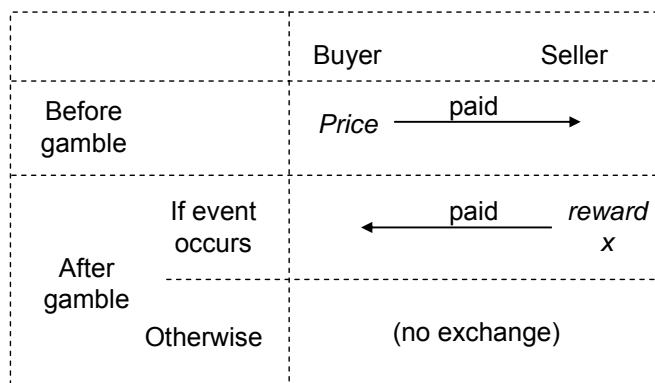 Buyer Seller
Before gamble
Price paid
After gamble
If event occurs
paid reward x
Otherwise
(no exchange)